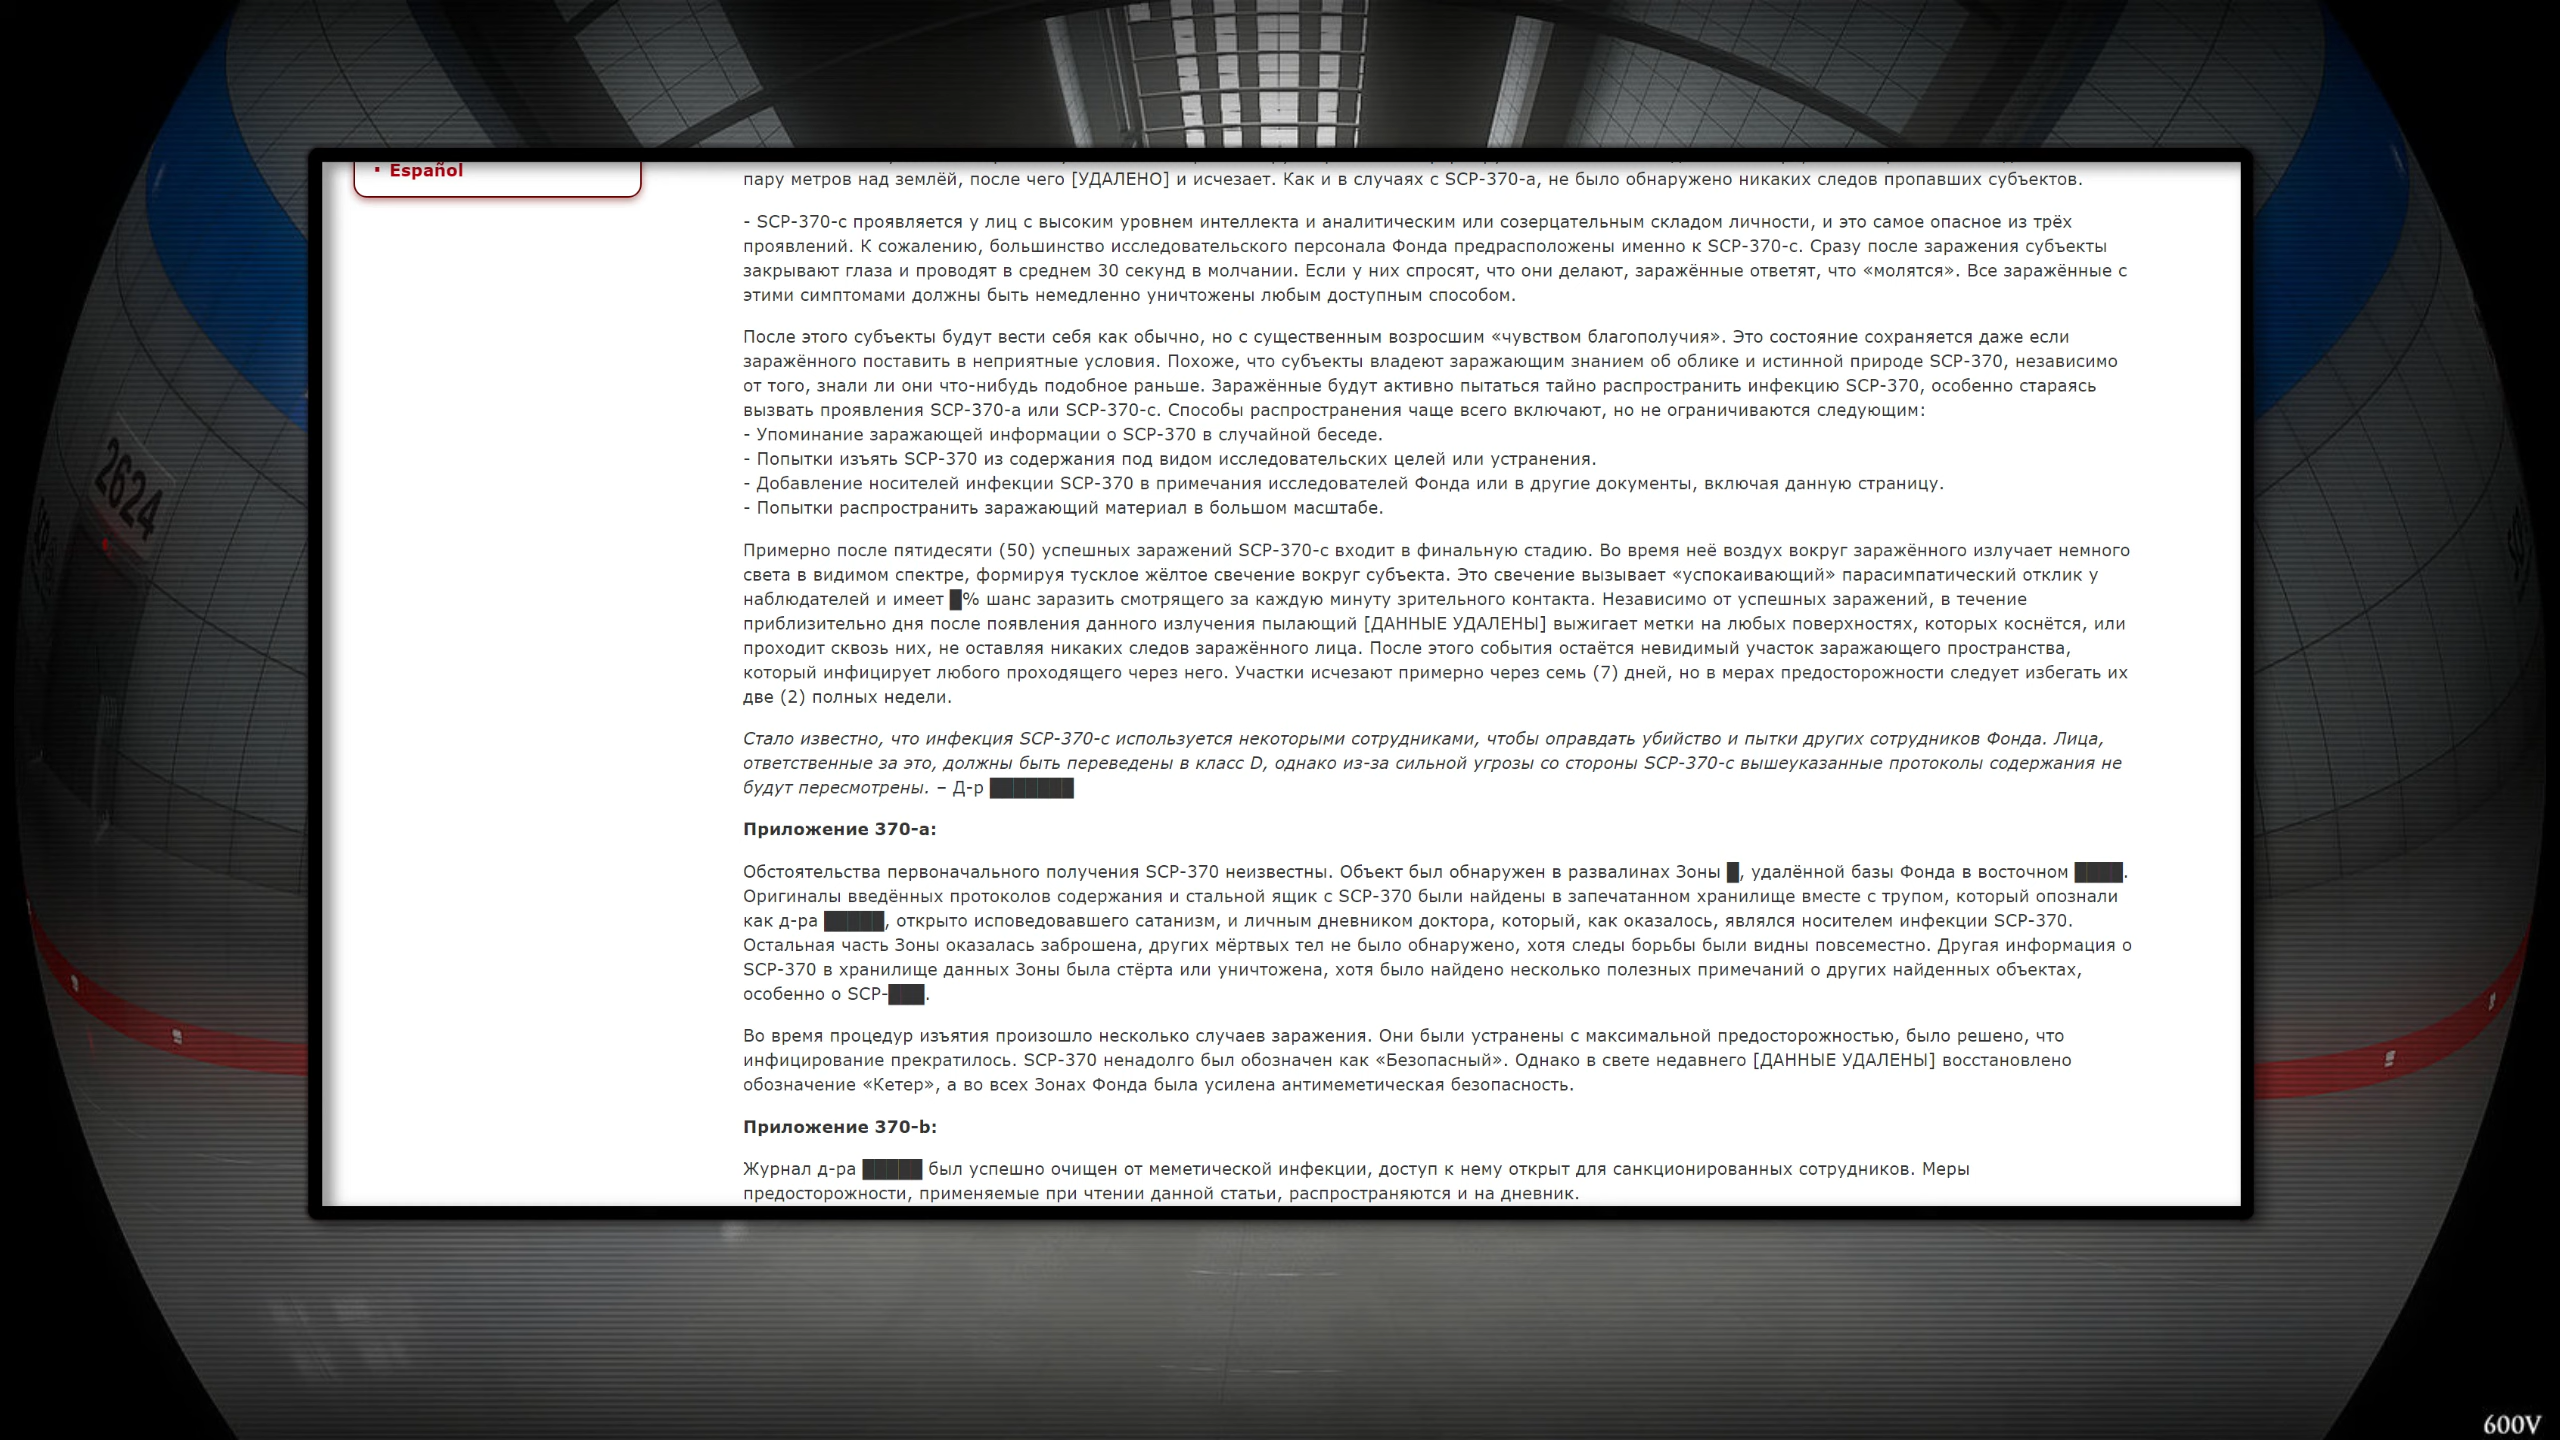 · Español
пару метров над землёй, после чего [УДАЛЕНО] и исчезает. Как и в случаях с SCP-370-a, не было обнаружено никаких следов пропавших субъектов.
- SCP-370-c проявляется у лиц с высоким уровнем интеллекта и аналитическим или созерцательным складом личности, и это самое опасное из трёх
проявлений. К сожалению, большинство исследовательского персонала Фонда предрасположены именно к SCP-370-c. Сразу после заражения субъекты
закрывают глаза и проводят в среднем 30 секунд в молчании. Если у них спросят, что они делают, заражённые ответят, что «молятся». Все заражённые с
этими симптомами должны быть немедленно уничтожены любым доступным способом.
После этого субъекты будут вести себя как обычно, но с существенным возросшим «чувством благополучия». Это состояние сохраняется даже если
заражённого поставить в неприятные условия. Похоже, что субъекты владеют заражающим знанием об облике и истинной природе SCP-370, независимо
от того, знали ли они что-нибудь подобное раньше. Заражённые будут активно пытаться тайно распространить инфекцию SCP-370, особенно стараясь
вызвать проявления SCP-370-a или SCP-370-c. Способы распространения чаще всего включают, но не ограничиваются следующим:
- Упоминание заражающей информации о SCP-370 в случайной беседе.
- Попытки изъять SCP-370 из содержания под видом исследовательских целей или устранения.
- Добавление носителей инфекции SCP-370 в примечания исследователей Фонда или в другие документы, включая данную страницу.
- Попытки распространить заражающий материал в большом масштабе.
Примерно после пятидесяти (50) успешных заражений SCP-370-c входит в финальную стадию. Во время неё воздух вокруг заражённого излучает немного
света в видимом спектре, формируя тусклое жёлтое свечение вокруг субъекта. Это свечение вызывает «успокаивающий» парасимпатический отклик у
наблюдателей и имеет █% шанс заразить смотрящего за каждую минуту зрительного контакта. Независимо от успешных заражений, в течение
приблизительно дня после появления данного излучения пылающий [ДАННЫЕ УДАЛЕНЫ] выжигает метки на любых поверхностях, которых коснётся, или
проходит сквозь них, не оставляя никаких следов заражённого лица. После этого события остаётся невидимый участок заражающего пространства,
который инфицирует любого проходящего через него. Участки исчезают примерно через семь (7) дней, но в мерах предосторожности следует избегать их
две (2) полных недели.
Стало известно, что инфекция SCP-370-c используется некоторыми сотрудниками, чтобы оправдать убийство и пытки других сотрудников Фонда. Лица,
ответственные за это, должны быть переведены в класс D, однако из-за сильной угрозы со стороны SCP-370-c вышеуказанные протоколы содержания не
будут пересмотрены. – Д-р ███████
Приложение 370-a:
Обстоятельства первоначального получения SCP-370 неизвестны. Объект был обнаружен в развалинах Зоны █, удалённой базы Фонда в восточном ████.
Оригиналы введённых протоколов содержания и стальной ящик с SCP-370 были найдены в запечатанном хранилище вместе с трупом, который опознали
как д-ра █████, открыто исповедовавшего сатанизм, и личным дневником доктора, который, как оказалось, являлся носителем инфекции SCP-370.
Остальная часть Зоны оказалась заброшена, других мёртвых тел не было обнаружено, хотя следы борьбы были видны повсеместно. Другая информация о
SCP-370 в хранилище данных Зоны была стёрта или уничтожена, хотя было найдено несколько полезных примечаний о других найденных объектах,
особенно о SCP-███.
Во время процедур изъятия произошло несколько случаев заражения. Они были устранены с максимальной предосторожностью, было решено, что
инфицирование прекратилось. SCP-370 ненадолго был обозначен как «Безопасный». Однако в свете недавнего [ДАННЫЕ УДАЛЕНЫ] восстановлено
обозначение «Кетер», а во всех Зонах Фонда была усилена антимеметическая безопасность.
Приложение 370-b:
Журнал д-ра █████ был успешно очищен от меметической инфекции, доступ к нему открыт для санкционированных сотрудников. Меры
предосторожности, применяемые при чтении данной статьи, распространяются и на дневник.
2624
600V